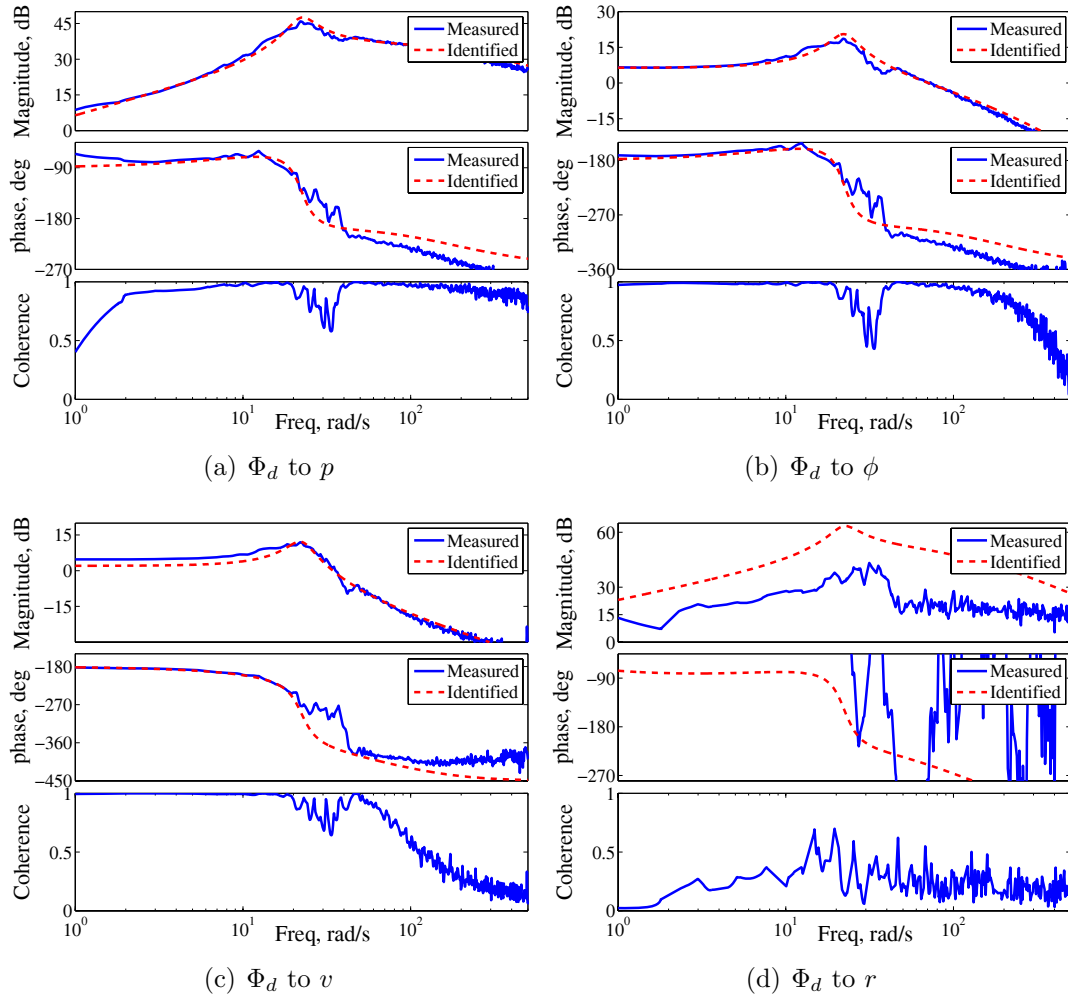 Magnitude, dB
45
30
15
0
Measured
Identified
phase, deg
−90
−180
−270
Measured
Identified
Coherence
1
0.5
0
10^0
10^1
10^2
Freq, rad/s
(a) Φ_d to p
Magnitude, dB
30
15
0
−15
Measured
Identified
phase, deg
−180
−270
−360
Measured
Identified
Coherence
1
0.5
0
10^0
10^1
10^2
Freq, rad/s
(b) Φ_d to ϕ
Magnitude, dB
15
0
−15
Measured
Identified
phase, deg
−180
−270
−360
−450
Measured
Identified
Coherence
1
0.5
0
10^0
10^1
10^2
Freq, rad/s
(c) Φ_d to v
Magnitude, dB
60
30
15
0
Measured
Identified
phase, deg
−90
−180
−270
Measured
Identified
Coherence
1
0.5
0
10^0
10^1
10^2
Freq, rad/s
(d) Φ_d to r